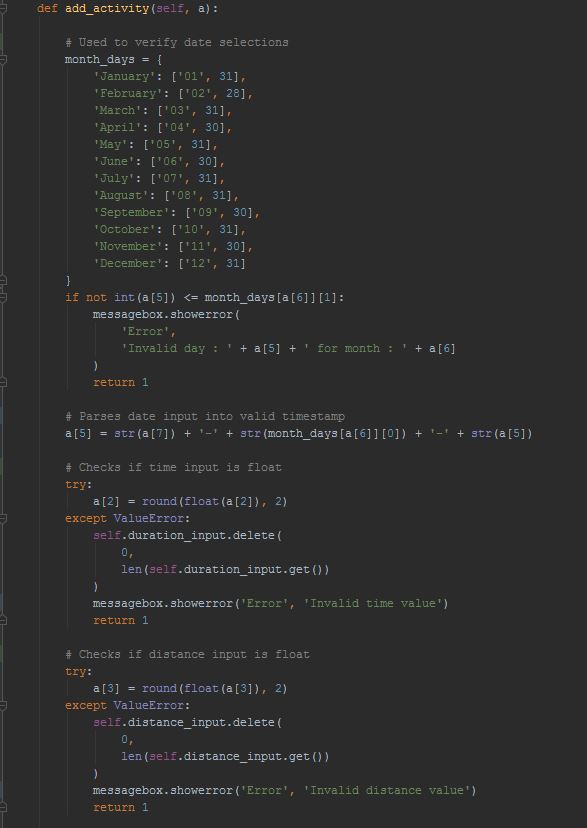 def add_activity(self, a):
# Used to verify date selections
month_days = {
'January': ['01', 31],
'February': ['02', 28],
'March': ['03', 31],
'April': ['04', 30],
'May': ['05', 31],
'June': ['06', 30],
'July': ['07', 31],
'August': ['08', 31],
'September': ['09', 30],
'October': ['10', 31],
'November': ['11', 30],
'December': ['12', 31]
}
if not int(a[5]) <= month_days[a[6]][1]:
messagebox.showerror(
'Error',
'Invalid day : ' + a[5] + ' for month : ' + a[6]
)
return 1
# Parses date input into valid timestamp
a[5] = str(a[7]) + '-' + str(month_days[a[6]][0]) + '-' + str(a[5])
# Checks if time input is float
try:
a[2] = round(float(a[2]), 2)
except ValueError:
self.duration_input.delete(
0,
len(self.duration_input.get())
)
messagebox.showerror('Error', 'Invalid time value')
return 1
# Checks if distance input is float
try:
a[3] = round(float(a[3]), 2)
except ValueError:
self.distance_input.delete(
0,
len(self.distance_input.get())
)
messagebox.showerror('Error', 'Invalid distance value')
return 1